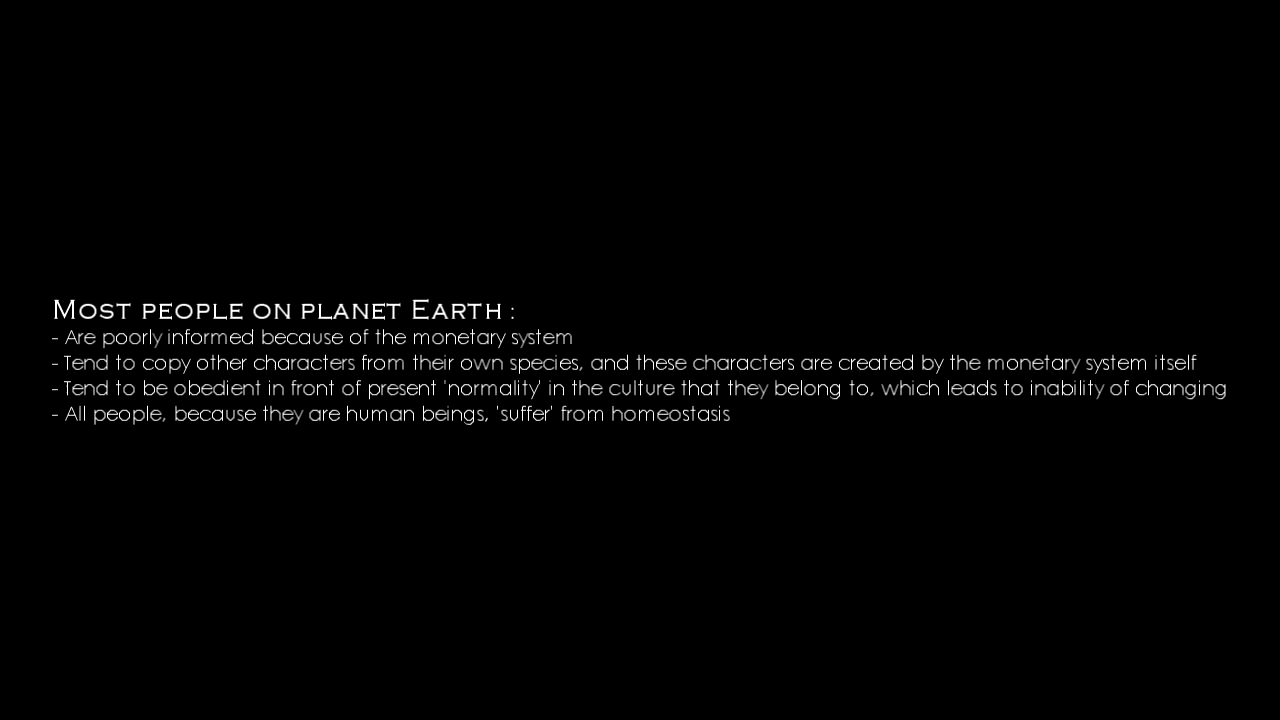 Most people on planet Earth :
- Are poorly informed because of the monetary system
- Tend to copy other characters from their own species, and these characters are created by the monetary system itself
- Tend to be obedient in front of present 'normality' in the culture that they belong to, which leads to inability of changing
- All people, because they are human beings, 'suffer' from homeostasis